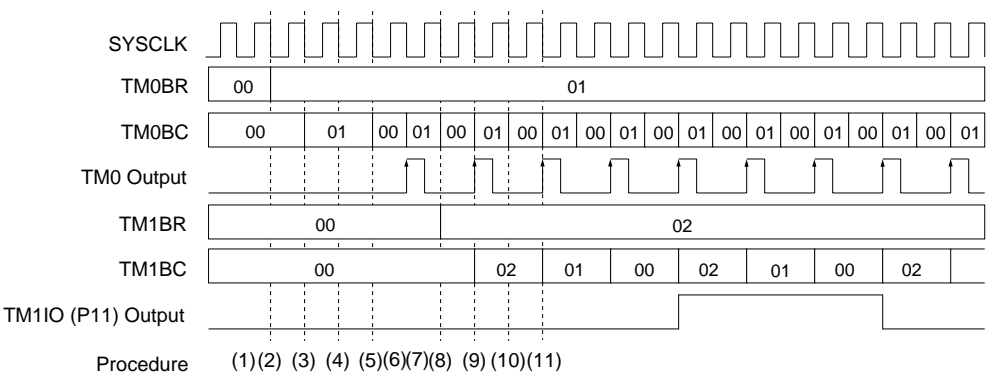 SYSCLK
TM0BR 00 01
TM0BC 00 01 00 01 00 01 00 01 00 01 00 01 00 01 00 01 00 01 00 01
TM0 Output
TM1BR 00 02
TM1BC 00 02 01 00 02 01 00 02
TM1IO (P11) Output
Procedure (1) (2) (3) (4) (5) (6) (7) (8) (9) (10) (11)